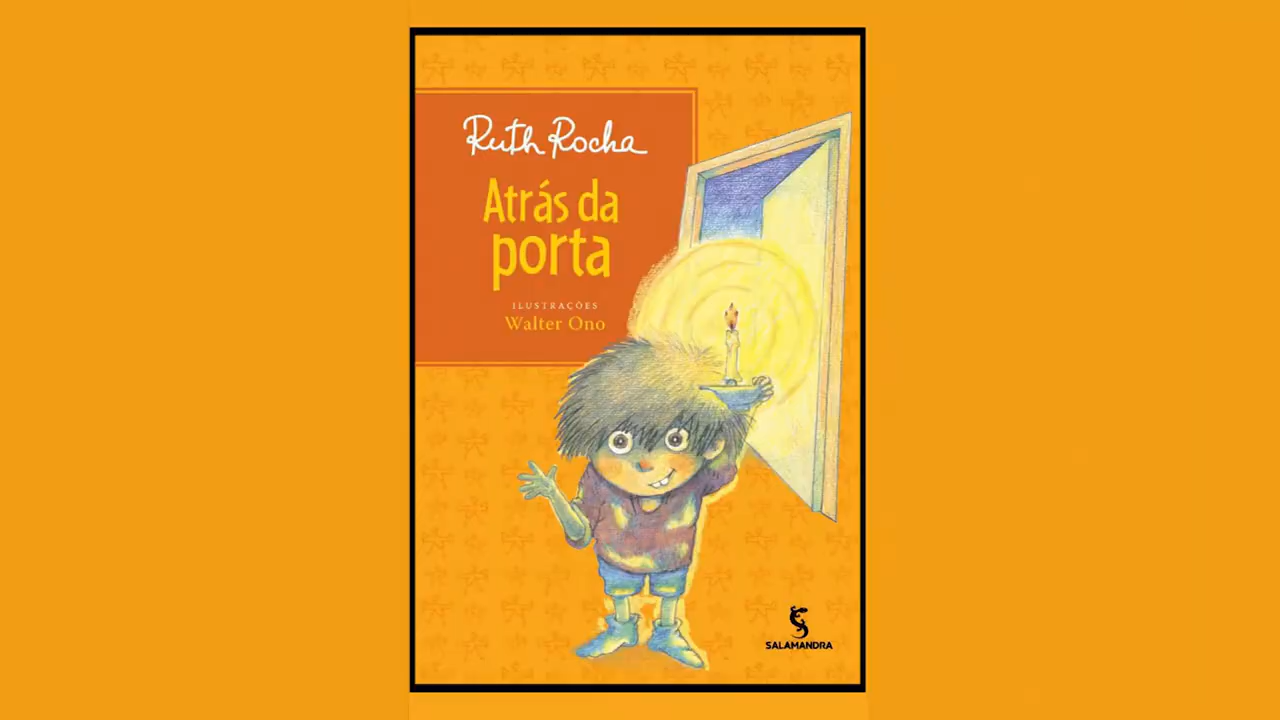 Ruth Rocha
Atrás da
porta
ILUSTRAÇÕES
Walter Ono
SALAMANDRA